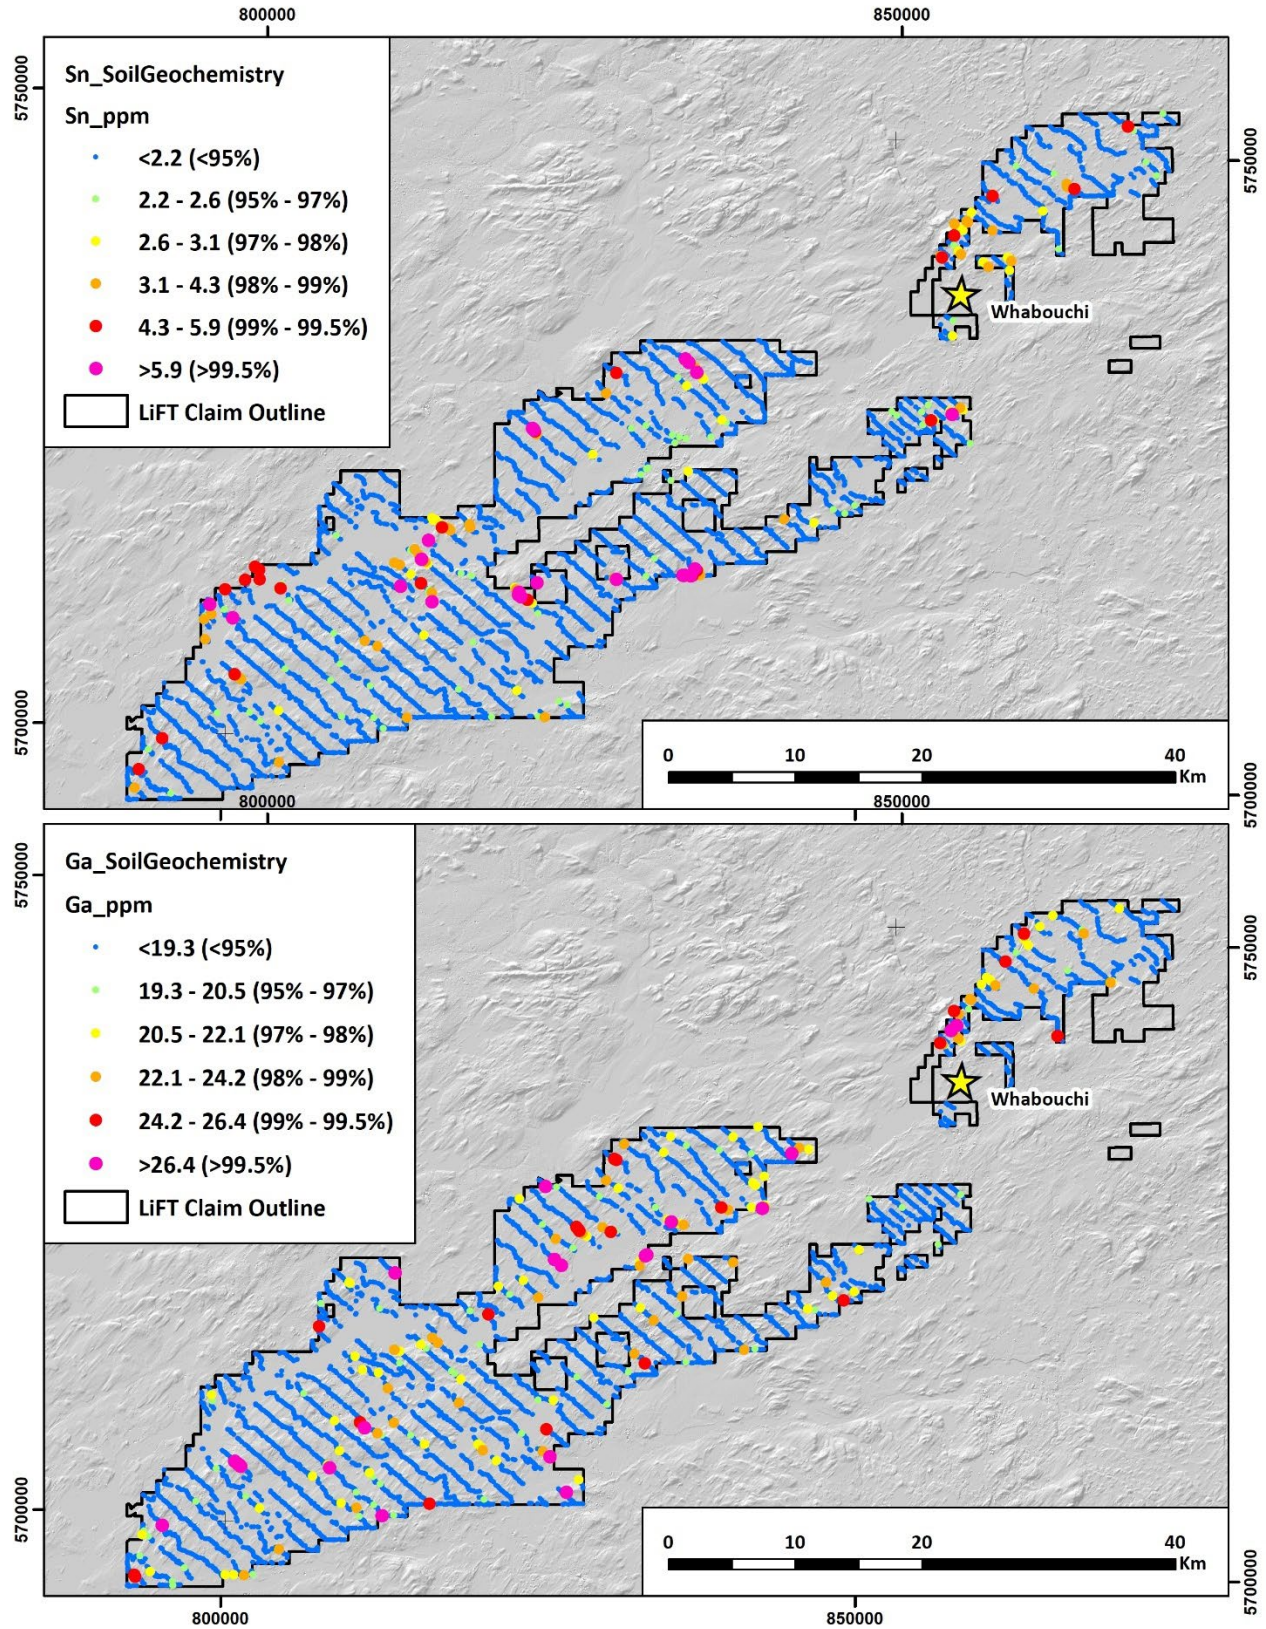 800000
850000
5750000
Sn_SoilGeochemistry
Sn_ppm
<2.2 (<95%)
2.2 - 2.6 (95% - 97%)
2.6 - 3.1 (97% - 98%)
3.1 - 4.3 (98% - 99%)
4.3 - 5.9 (99% - 99.5%)
>5.9 (>99.5%)
LiFT Claim Outline
5750000
Whabouchi
5700000
0
10
20
40
Km
5700000
800000
850000
5750000
Ga_SoilGeochemistry
Ga_ppm
<19.3 (<95%)
19.3 - 20.5 (95% - 97%)
20.5 - 22.1 (97% - 98%)
22.1 - 24.2 (98% - 99%)
24.2 - 26.4 (99% - 99.5%)
>26.4 (>99.5%)
LiFT Claim Outline
5750000
Whabouchi
5700000
0
10
20
40
Km
5700000
800000
850000